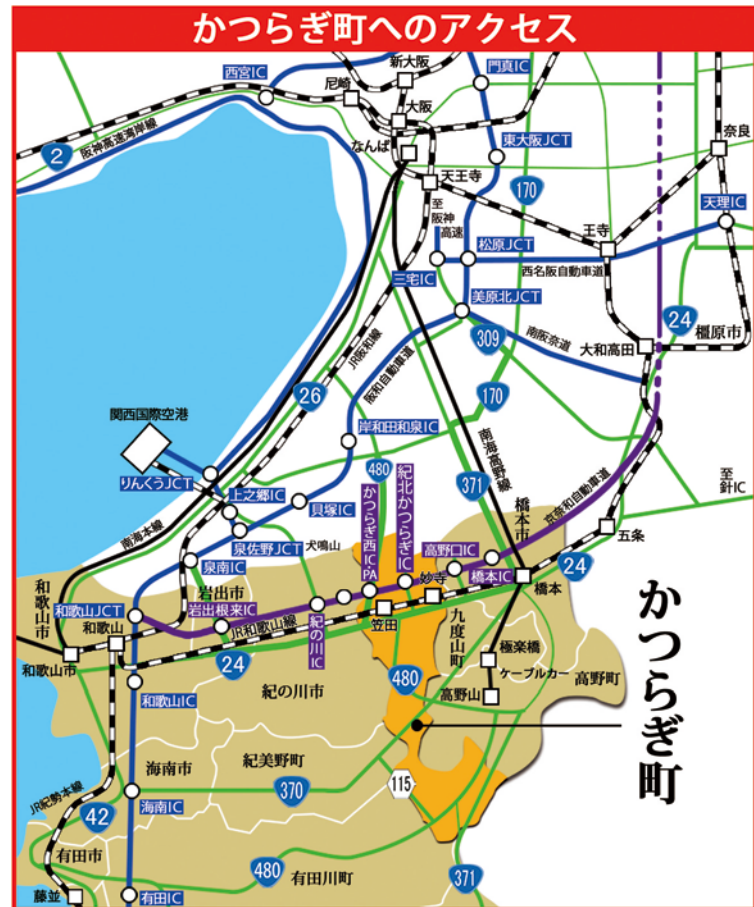 かつらぎ町へのアクセス
新大阪
門真IC
西宮IC
尼崎
大阪
阪神高速湾岸線
2
なんば
東大阪JCT
奈良
天王寺
170
至阪神高速
天理IC
王寺
松原JCT
三宅IC
西名阪自動車道
美原北JCT
24
橿原市
309
南阪奈道
大和高田
JR阪和線
阪和自動車道
26
170
関西国際空港
岸和田和泉IC
南海高野線
480
紀北かつらぎIC
371
京奈和自動車道
至針IC
りんくうJCT
上之郷IC
貝塚IC
かつらぎ西IC PA
橋本市
南海本線
泉佐野JCT
犬鳴山
五条
泉南IC
高野口IC
橋本IC
24
和歌山市
岩出市
妙寺
橋本
和歌山JCT
岩出根来IC
紀の川IC
和歌山
JR和歌山線
笠田
九度山町
かつらぎ町
和歌山市
24
極楽橋
ケーブルカー
高野町
480
高野山
和歌山IC
紀の川市
海南市
紀美野町
JR紀勢本線
370
115
42
海南IC
有田市
480
有田川町
371
藤並
有田IC